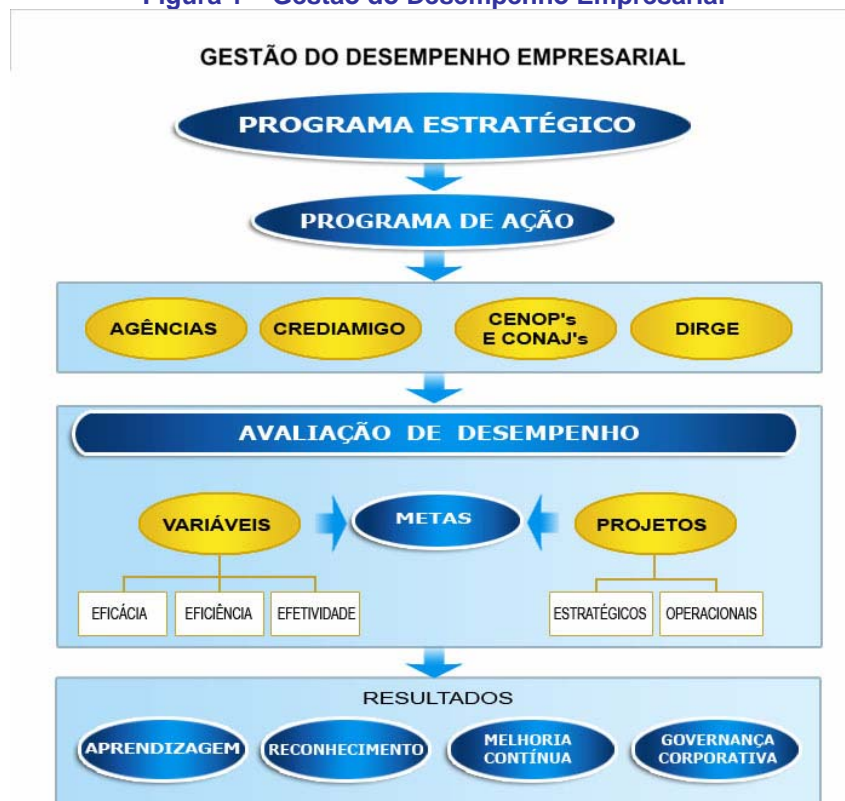 Figura 1 – Gestão do Desempenho Empresarial
GESTÃO DO DESEMPENHO EMPRESARIAL
PROGRAMA ESTRATÉGICO
PROGRAMA DE AÇÃO
AGÊNCIAS
CREDIAMIGO
CENOP's
E CONAJ's
DIRGE
AVALIAÇÃO DE DESEMPENHO
VARIÁVEIS
METAS
PROJETOS
EFICÁCIA
EFICIÊNCIA
EFETIVIDADE
ESTRATÉGICOS
OPERACIONAIS
RESULTADOS
APRENDIZAGEM
RECONHECIMENTO
MELHORIA
CONTÍNUA
GOVERNANÇA
CORPORATIVA